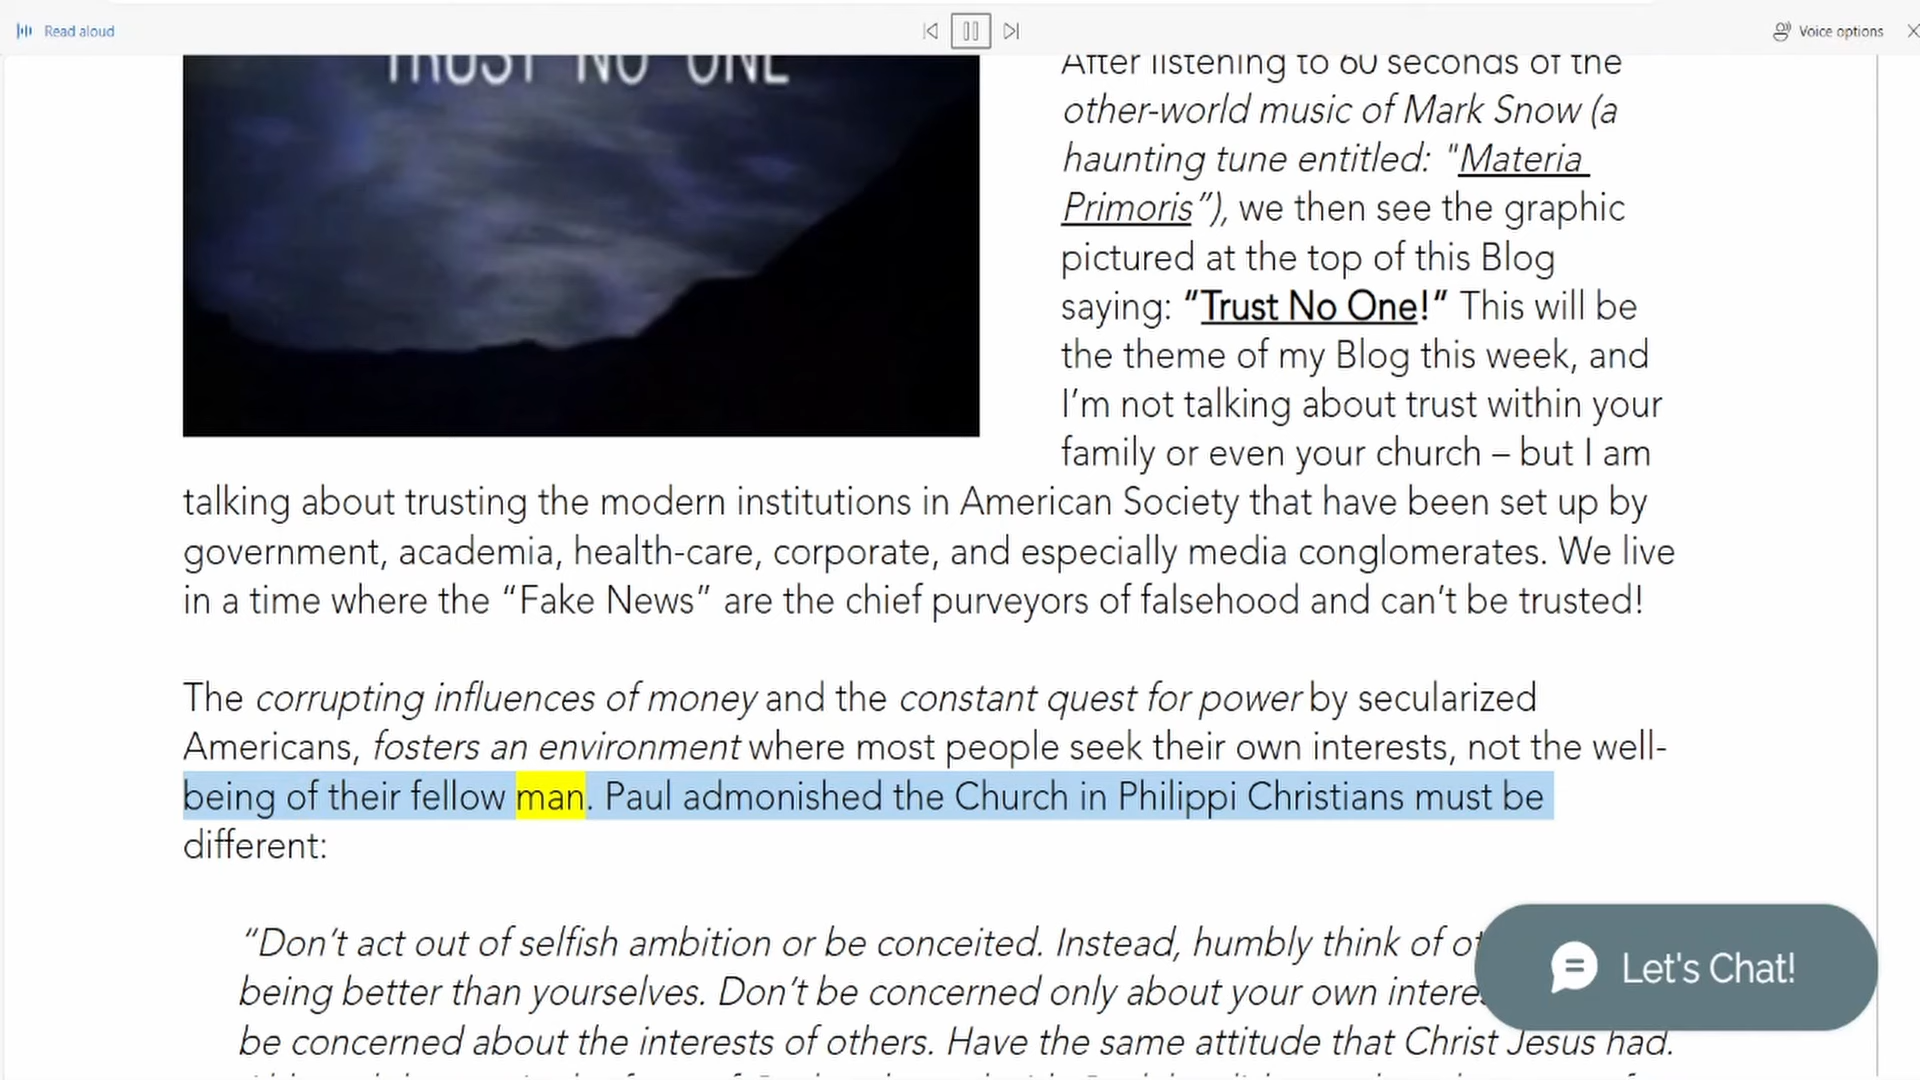 Read aloud
Voice options
TRUST NO ONE
After listening to 60 seconds of the
other-world music of Mark Snow (a
haunting tune entitled: "Materia
Primoris”), we then see the graphic
pictured at the top of this Blog
saying: “Trust No One!” This will be
the theme of my Blog this week, and
I’m not talking about trust within your
family or even your church – but I am
talking about trusting the modern institutions in American Society that have been set up by
government, academia, health-care, corporate, and especially media conglomerates. We live
in a time where the “Fake News” are the chief purveyors of falsehood and can’t be trusted!
The corrupting influences of money and the constant quest for power by secularized
Americans, fosters an environment where most people seek their own interests, not the well-
being of their fellow man. Paul admonished the Church in Philippi Christians must be
different:
“Don’t act out of selfish ambition or be conceited. Instead, humbly think of
being better than yourselves. Don’t be concerned only about your own
be concerned about the interests of others. Have the same attitude that Christ Jesus had.
Let's Chat!